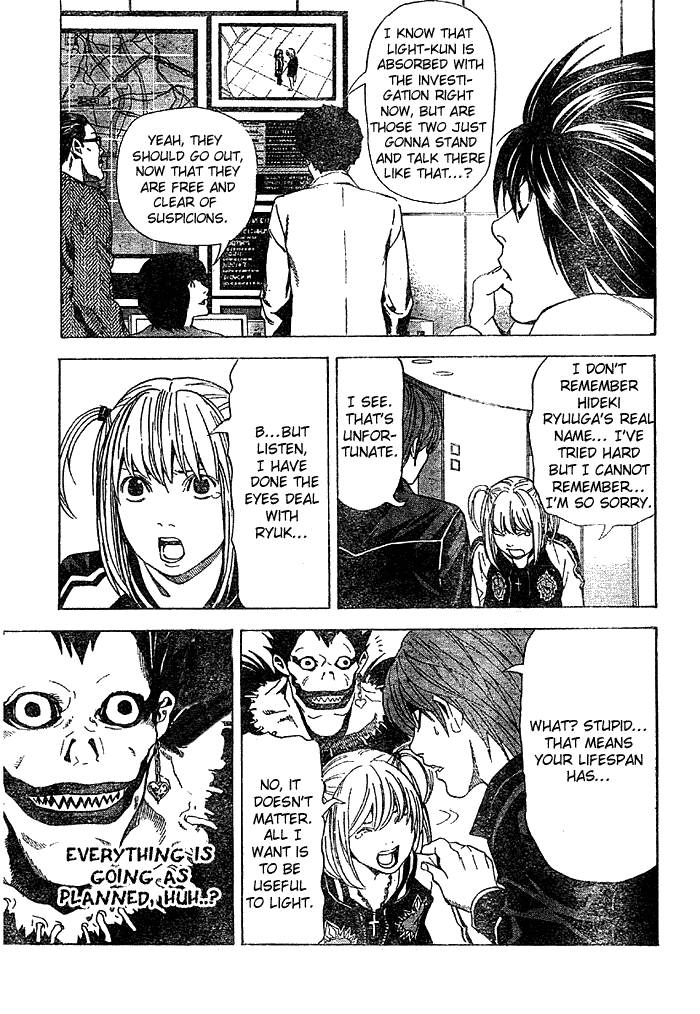 I KNOW THAT
LIGHT-KUN IS
ABSORBED WITH
THE INVESTI-
GATION RIGHT
NOW, BUT ARE
THOSE TWO JUST
GONNA STAND
AND TALK THERE
LIKE THAT...?
YEAH, THEY
SHOULD GO OUT,
NOW THAT THEY
ARE FREE AND
CLEAR OF
SUSPICIONS.
I DON'T
REMEMBER
HIDEKI
RYUUGA'S REAL
NAME... I'VE
TRIED HARD
BUT I CANNOT
REMEMBER...
I'M SO SORRY.
I SEE.
THAT'S
UNFOR-
TUNATE.
B...BUT
LISTEN,
I HAVE
DONE THE
EYES DEAL
WITH
RYUK...
WHAT? STUPID...
THAT MEANS
YOUR LIFESPAN
HAS...
NO, IT
DOESN'T
MATTER.
ALL I
WANT IS
TO BE
USEFUL
TO LIGHT.
EVERYTHING IS
GOING AS
PLANNED, HUH..?